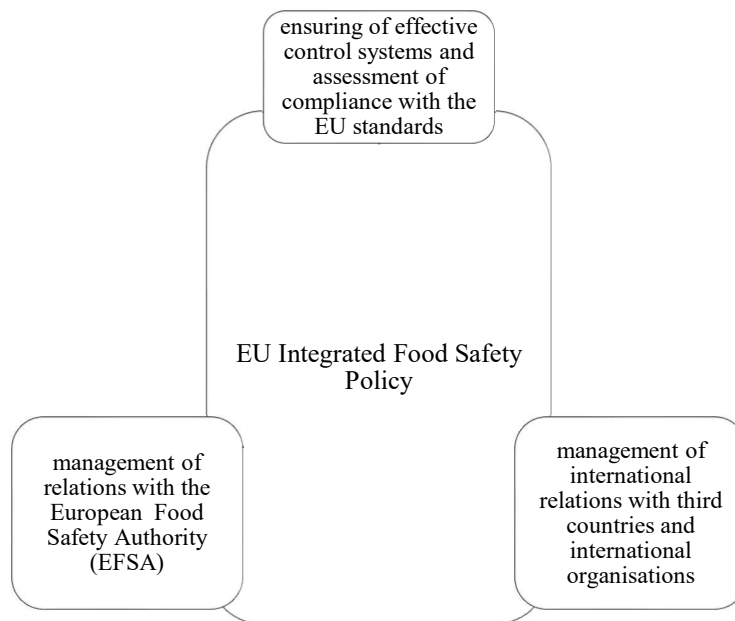 ensuring of effective
control systems and
assessment of
compliance with the
EU standards
EU Integrated Food Safety
Policy
management of
relations with the
European Food
Safety Authority
(EFSA)
management of
international
relations with third
countries and
international
organisations